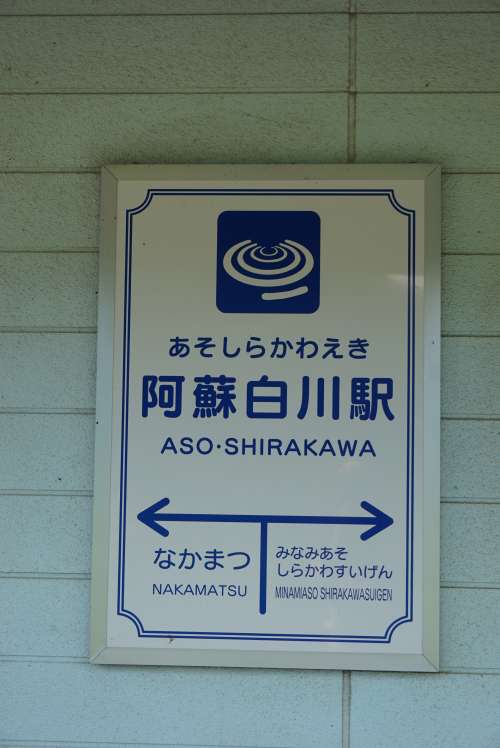 あそしらかわえき
阿蘇白川駅
ASO·SHIRAKAWA
なかまつ
NAKAMATSU
みなみあそ
しらかわすいげん
MINAMIASO SHIRAKAWASUIGEN